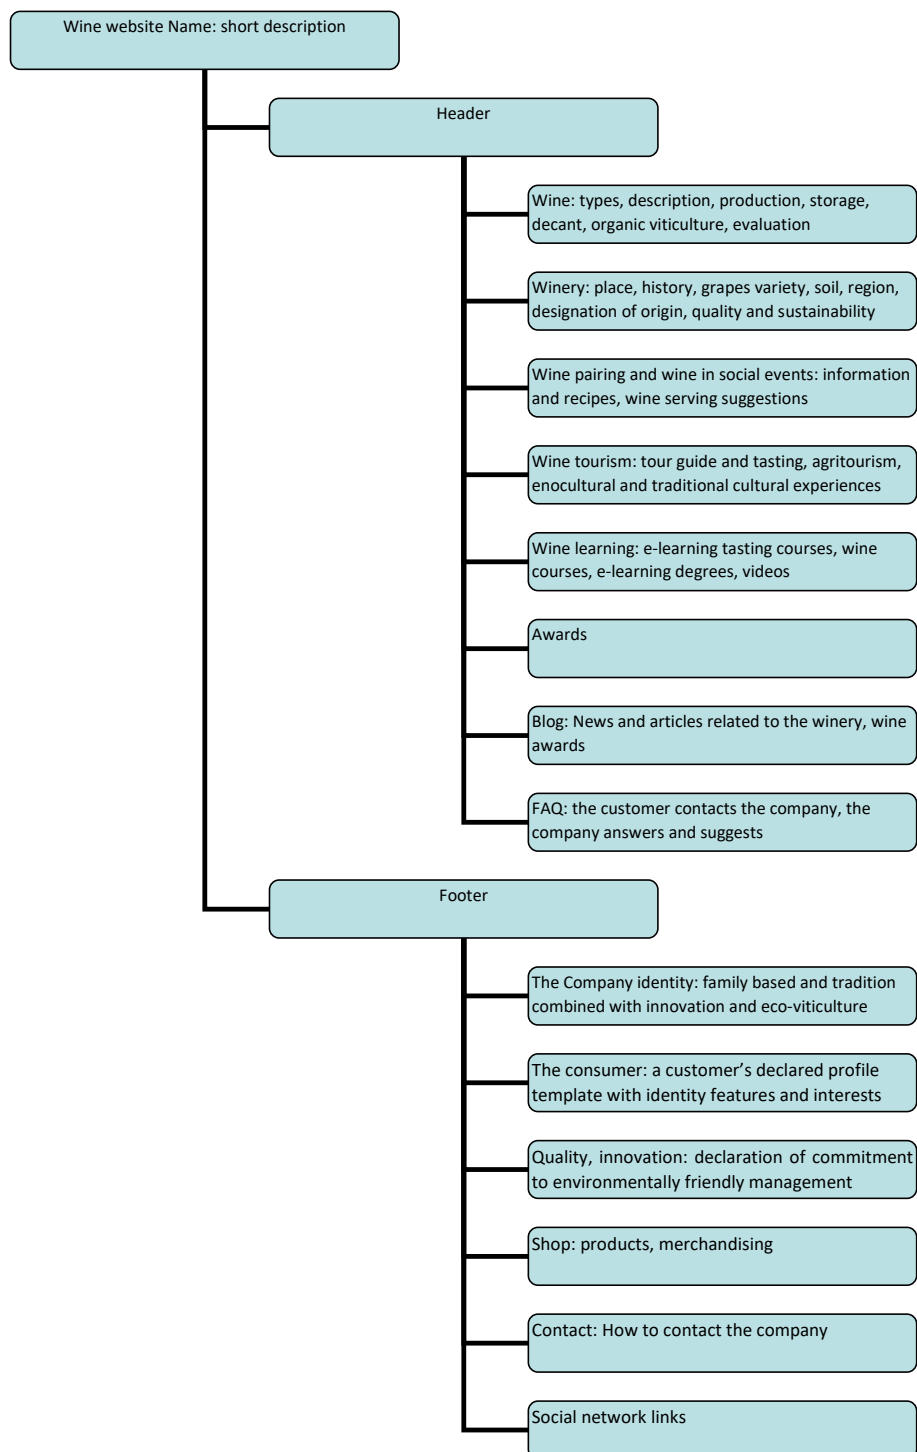 Wine website Name: short description
Header
Wine: types, description, production, storage,
decant, organic viticulture, evaluation
Winery: place, history, grapes variety, soil, region,
designation of origin, quality and sustainability
Wine pairing and wine in social events: information
and recipes, wine serving suggestions
Wine tourism: tour guide and tasting, agritourism,
enocultural and traditional cultural experiences
Wine learning: e-learning tasting courses, wine
courses, e-learning degrees, videos
Awards
Blog: News and articles related to the winery, wine
awards
FAQ: the customer contacts the company, the
company answers and suggests
Footer
The Company identity: family based and tradition
combined with innovation and eco-viticulture
The consumer: a customer’s declared profile
template with identity features and interests
Quality, innovation: declaration of commitment
to environmentally friendly management
Shop: products, merchandising
Contact: How to contact the company
Social network links